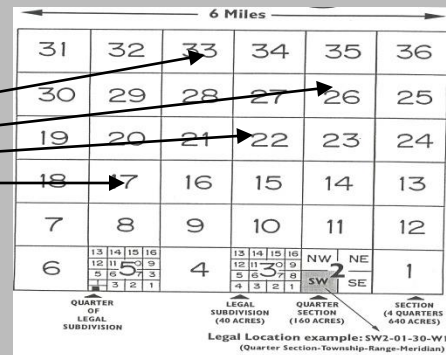 6 Miles
31 32 33 34 35 36
30 29 28 27 26 25
19 20 21 22 23 24
18 17 16 15 14 13
7 8 9 10 11 12
6 5 4 3 2 1
13 14 15 16
12 11 9
5 6 7
3 2 1
13 14 15 16
12 11 9
5 6 7 8
4 3 2 1
NW NE
SW SE
QUARTER
OF
LEGAL
SUBDIVISION
LEGAL
SUBDIVISION
(40 ACRES)
QUARTER
SECTION
(160 ACRES)
SECTION
(4 QUARTERS
640 ACRES)
Legal Location example: SW2-01-30-W1
(Quarter Section-Township-Range-Meridian)